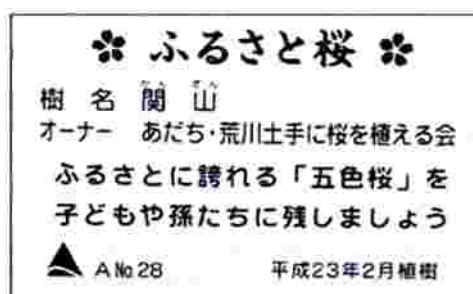 ふるさと桜
樹名 関山
オーナー あだち・荒川土手に桜を植える会
ふるさとに誇れる「五色桜」を
子どもや孫たちに残しましょう
A№28 平成23年2月植樹